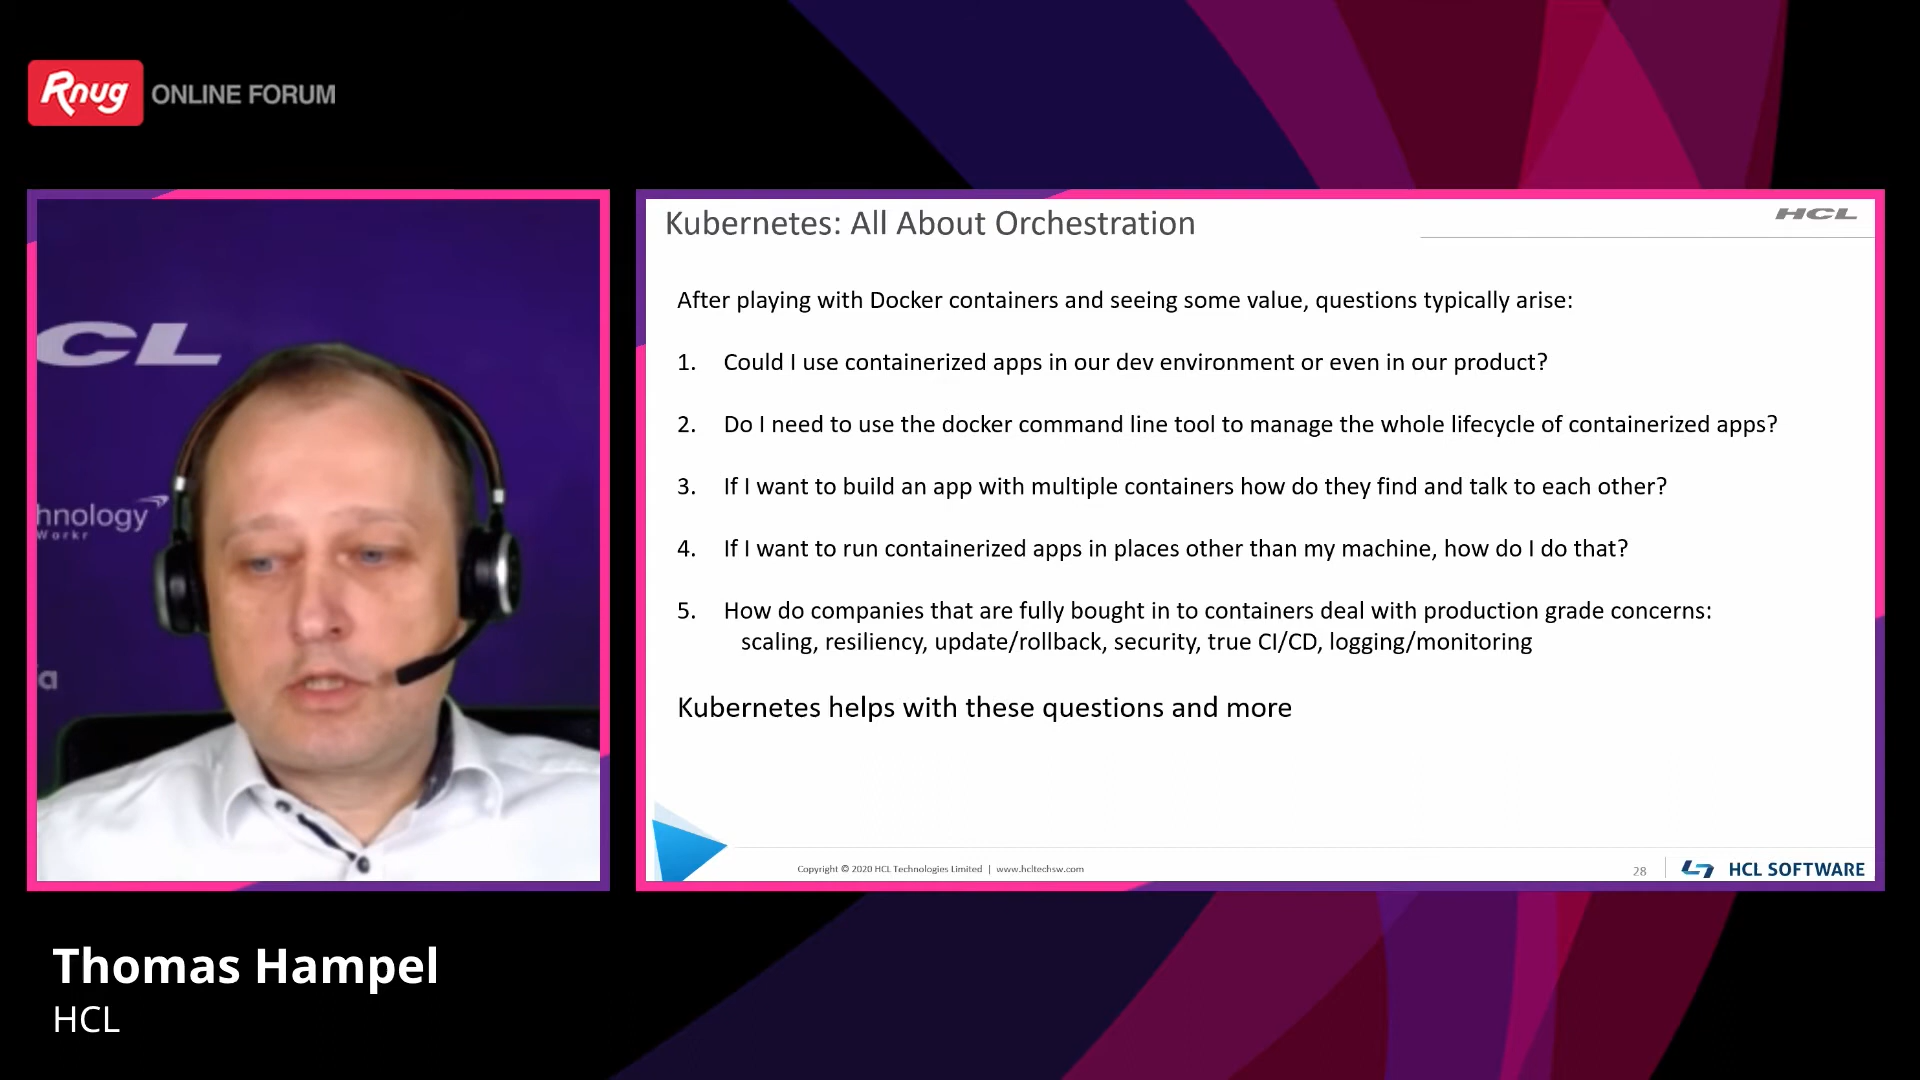 Rnug ONLINE FORUM
CL
hnology
Workr
a
Kubernetes: All About Orchestration
HCL
After playing with Docker containers and seeing some value, questions typically arise:
1. Could I use containerized apps in our dev environment or even in our product?
2. Do I need to use the docker command line tool to manage the whole lifecycle of containerized apps?
3. If I want to build an app with multiple containers how do they find and talk to each other?
4. If I want to run containerized apps in places other than my machine, how do I do that?
5. How do companies that are fully bought in to containers deal with production grade concerns:
scaling, resiliency, update/rollback, security, true CI/CD, logging/monitoring
Kubernetes helps with these questions and more
Copyright © 2020 HCL Technologies Limited | www.hcltechsw.com
28
HCL SOFTWARE
Thomas Hampel
HCL